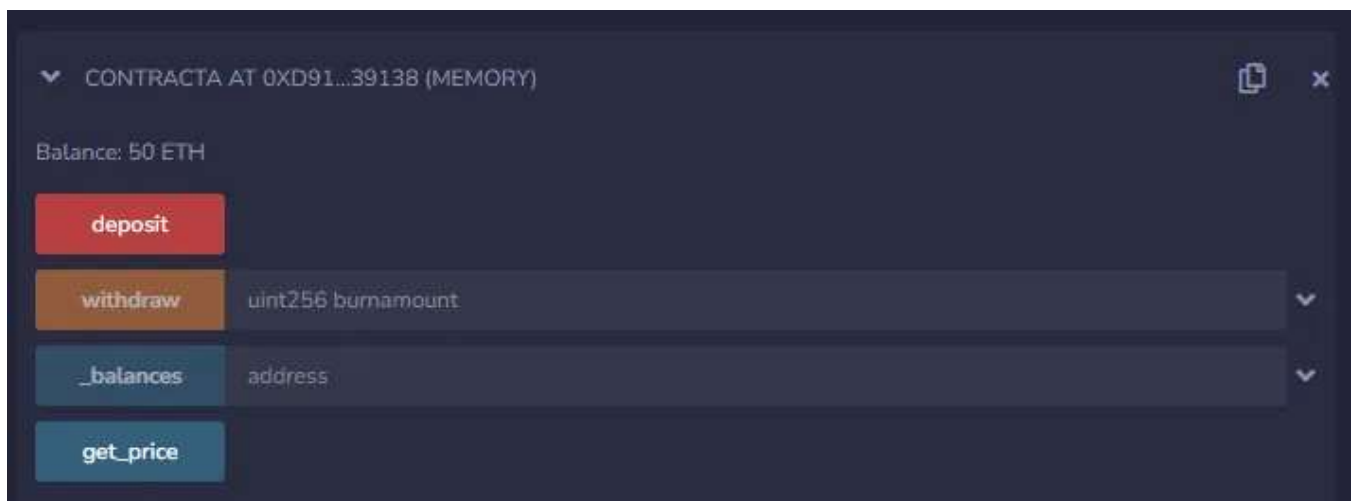 CONTRACTA AT 0XD91...39138 (MEMORY)
Balance: 50 ETH
deposit
withdraw uint256 burnamount
_balances address
get_price